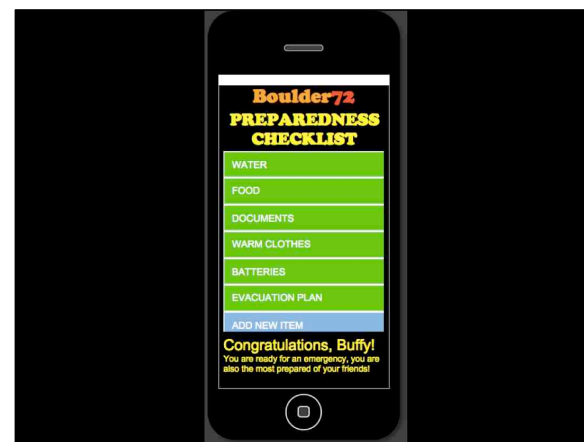 Boulder72
PREPAREDNESS
CHECKLIST
WATER
FOOD
DOCUMENTS
WARM CLOTHES
BATTERIES
EVACUATION PLAN
ADD NEW ITEM
Congratulations, Buffy!
You are ready for an emergency, you are
also the most prepared of your friends!